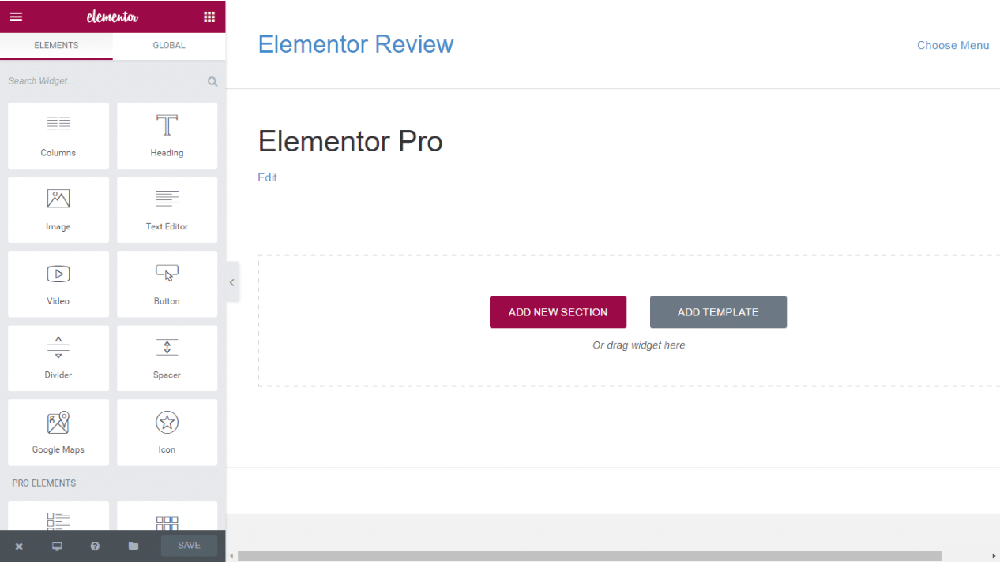 elementor
ELEMENTS GLOBAL
Search Widget...
Columns Heading
Image Text Editor
Video Button
Divider Spacer
Google Maps Icon
PRO ELEMENTS
SAVE
Elementor Review
Choose Menu
Elementor Pro
Edit
ADD NEW SECTION ADD TEMPLATE
Or drag widget here